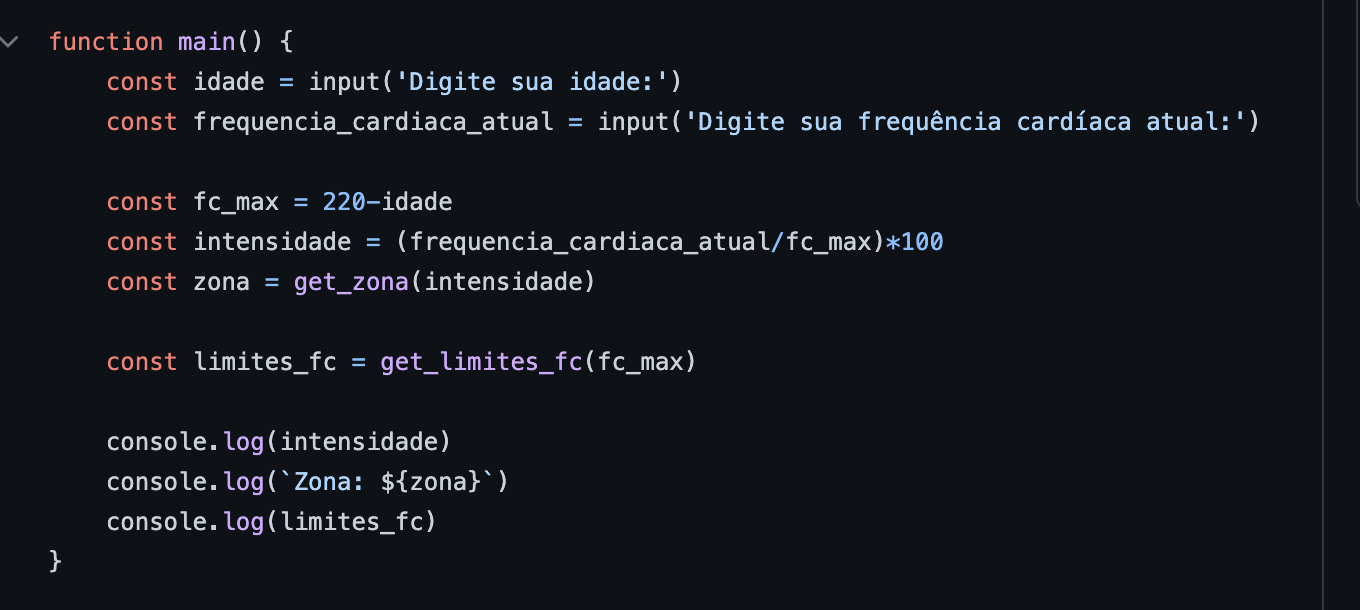 function main() {
    const idade = input('Digite sua idade:')
    const frequencia_cardiaca_atual = input('Digite sua frequência cardíaca atual:')

    const fc_max = 220-idade
    const intensidade = (frequencia_cardiaca_atual/fc_max)*100
    const zona = get_zona(intensidade)

    const limites_fc = get_limites_fc(fc_max)

    console.log(intensidade)
    console.log(`Zona: ${zona}`)
    console.log(limites_fc)
}